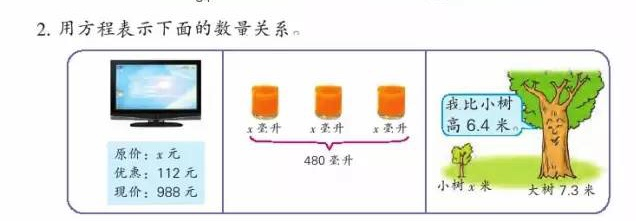 2. 用方程表示下面的数量关系。
原价：x 元
优惠：112 元
现价：988 元
x 毫升 x 毫升 x 毫升
480 毫升
我比小树
高 6.4 米。
小树 x 米
大树 7.3 米